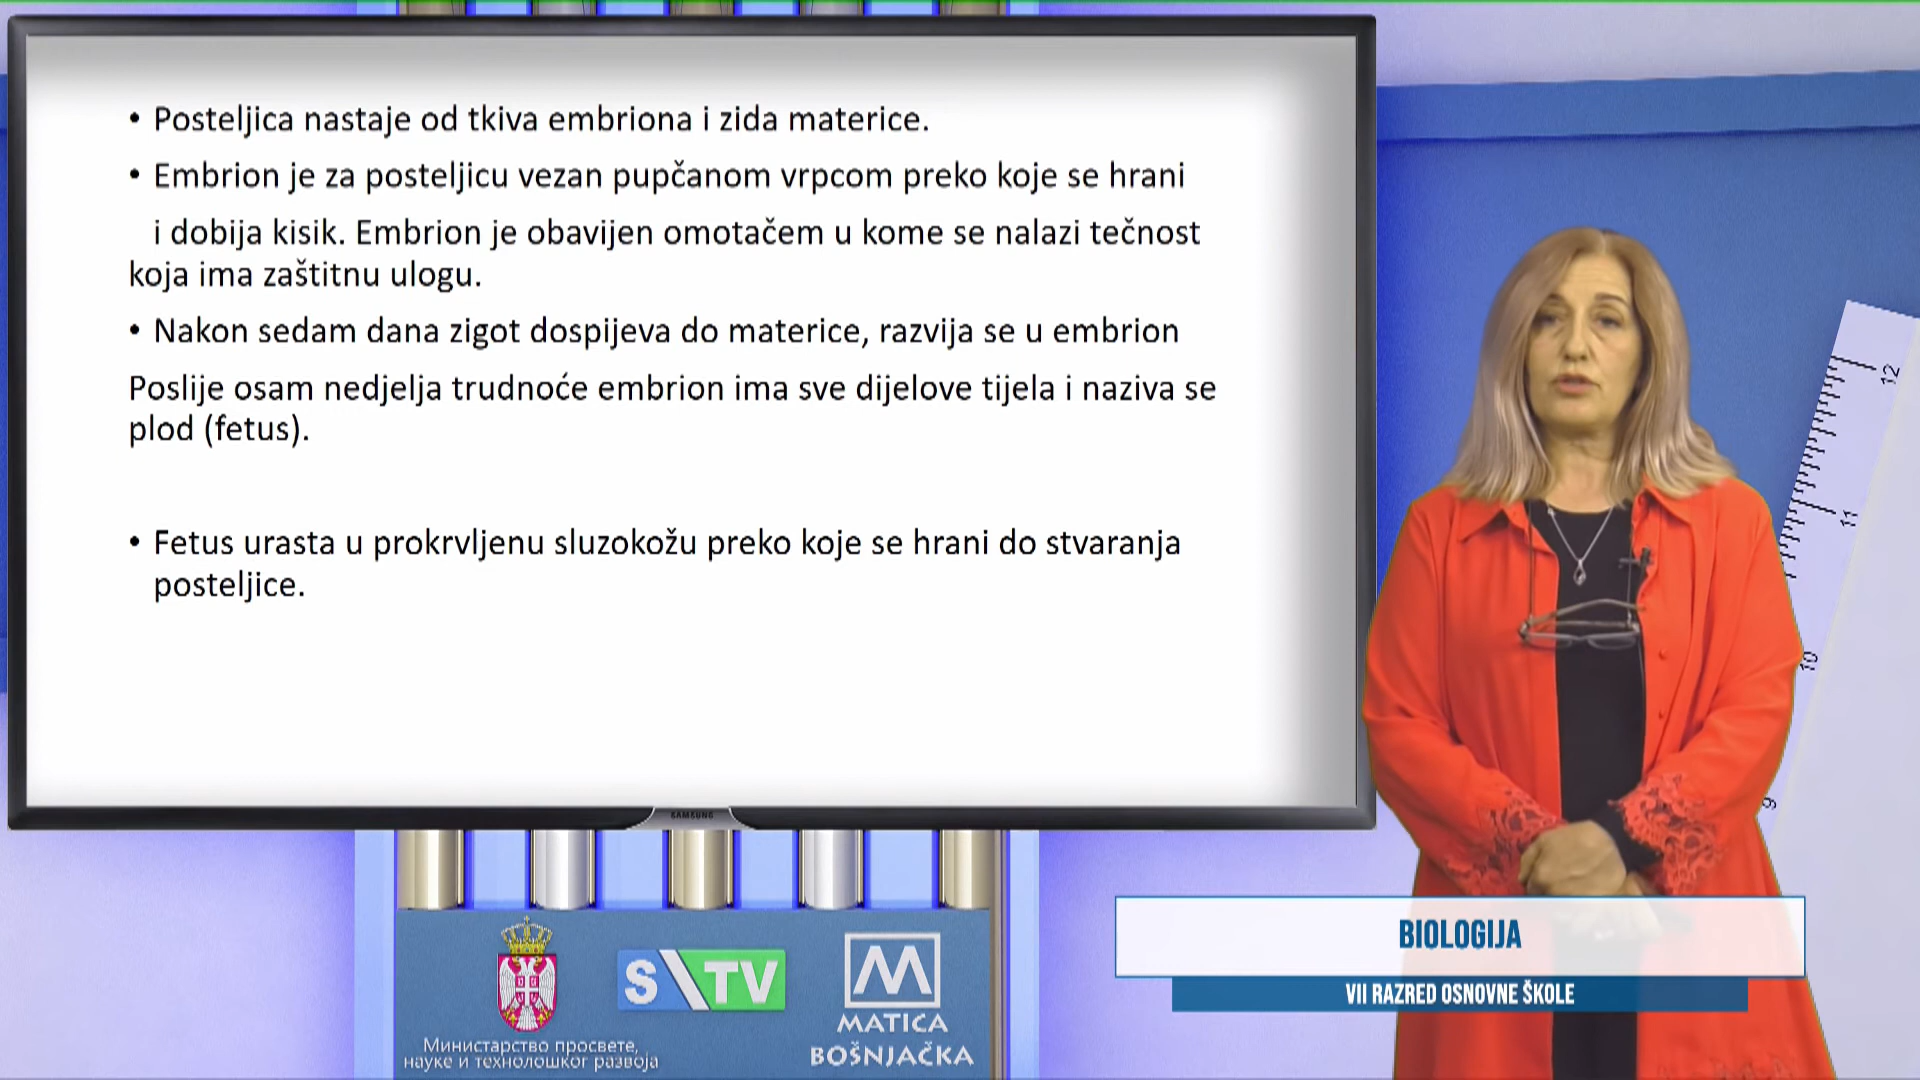 • Posteljica nastaje od tkiva embriona i zida materice.
• Embrion je za posteljicu vezan pupčanom vrpcom preko koje se hrani
i dobija kisik. Embrion je obavijen omotačem u kome se nalazi tečnost
koja ima zaštitnu ulogu.
• Nakon sedam dana zigot dospijeva do materice, razvija se u embrion
Poslije osam nedjelja trudnoće embrion ima sve dijelove tijela i naziva se
plod (fetus).
• Fetus urasta u prokrvljenu sluzokožu preko koje se hrani do stvaranja
posteljice.
SAMSUNG
12
11
10
9
BIOLOGIJA
VII RAZRED OSNOVNE ŠKOLE
S TV
MATICA
BOŠNJAČKA
Министарство просвете,
науке и технолошког развоја